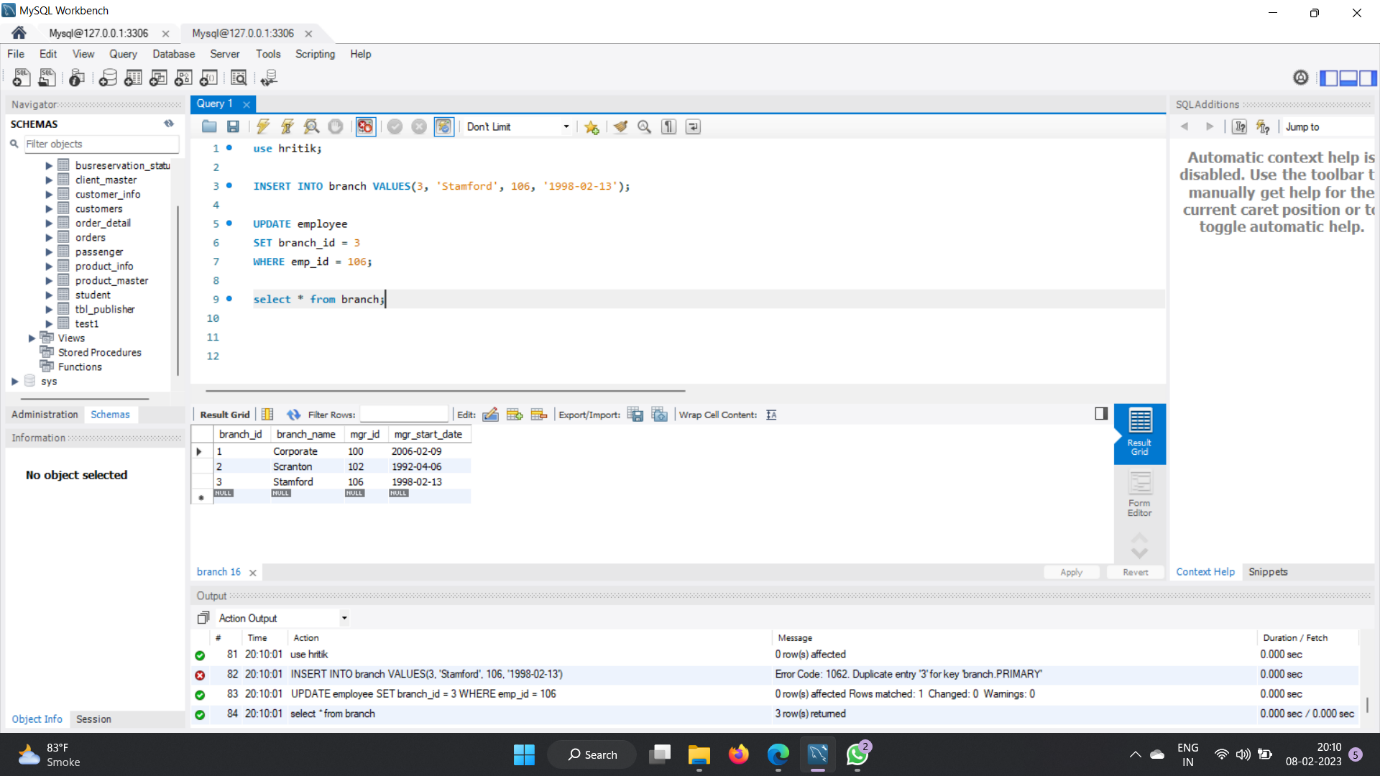 MySQL Workbench
Mysql@127.0.0.1:3306 Mysql@127.0.0.1:3306
File Edit View Query Database Server Tools Scripting Help
Navigator
SCHEMAS
Filter objects
busreservation_statu
client_master
customer_info
customers
order_detail
orders
passenger
product_info
product_master
student
tbl_publisher
test1
Views
Stored Procedures
Functions
sys
Administration Schemas
Information
No object selected
Object Info Session
Query 1
Don't Limit
1 use hritik;
2
3 INSERT INTO branch VALUES(3, 'Stamford', 106, '1998-02-13');
4
5 UPDATE employee
6 SET branch_id = 3
7 WHERE emp_id = 106;
8
9 select * from branch;
10
11
12
Result Grid Filter Rows: Edit: Export/Import: Wrap Cell Content:
branch_id branch_name mgr_id mgr_start_date
1 Corporate 100 2006-02-09
2 Scranton 102 1992-04-06
3 Stamford 106 1998-02-13
NULL NULL NULL NULL
Result
Grid
Form
Editor
branch 16
Apply Revert
SQLAdditions
Jump to
Automatic context help is
disabled. Use the toolbar t
manually get help for the
current caret position or to
toggle automatic help.
Context Help Snippets
Output
Action Output
# Time Action Message Duration / Fetch
81 20:10:01 use hritik 0 row(s) affected 0.000 sec
82 20:10:01 INSERT INTO branch VALUES(3, 'Stamford', 106, '1998-02-13') Error Code: 1062. Duplicate entry '3' for key 'branch.PRIMARY' 0.000 sec
83 20:10:01 UPDATE employee SET branch_id = 3 WHERE emp_id = 106 0 row(s) affected Rows matched: 1 Changed: 0 Warnings: 0 0.000 sec
84 20:10:01 select * from branch 3 row(s) returned 0.000 sec / 0.000 sec
83°F
Smoke
Search
2
ENG
IN
20:10
08-02-2023
5